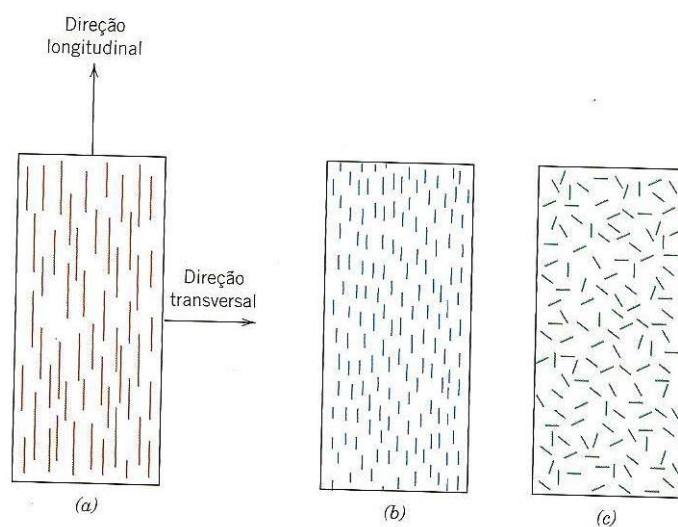 Direção
longitudinal
Direção
transversal
(a)
(b)
(c)